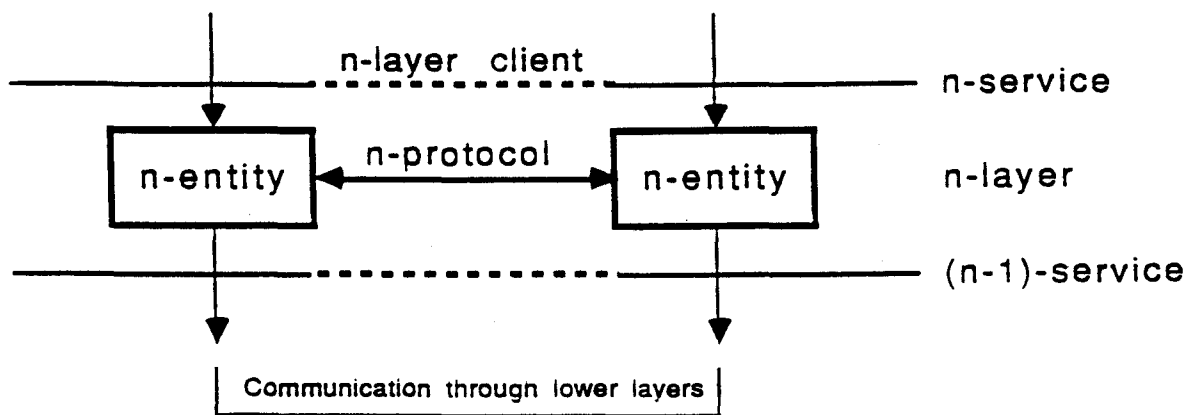 n-layer client
n-service
n-protocol
n-entity
n-entity
n-layer
(n-1)-service
Communication through lower layers